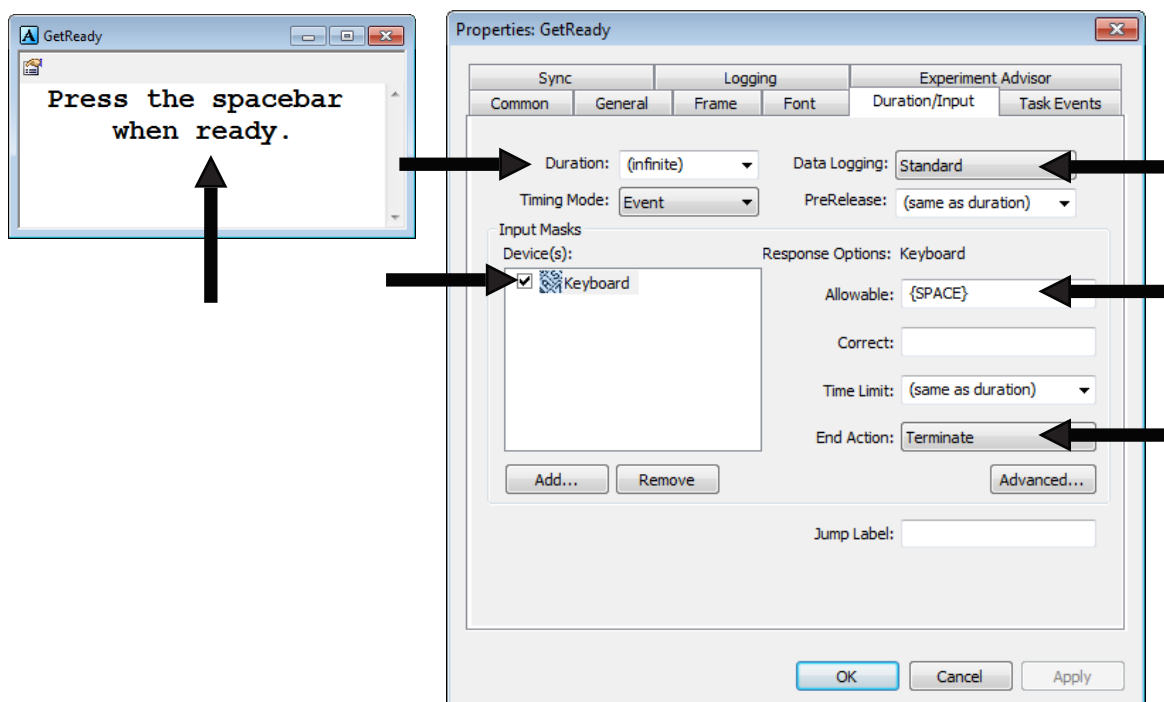 GetReady
Press the spacebar
when ready.
Properties: GetReady
Sync Logging Experiment Advisor
Common General Frame Font Duration/Input Task Events
Duration: (infinite) Data Logging: Standard
Timing Mode: Event PreRelease: (same as duration)
Input Masks
Device(s): Response Options: Keyboard
Keyboard
Allowable: {SPACE}
Correct:
Time Limit: (same as duration)
End Action: Terminate
Add... Remove Advanced...
Jump Label:
OK Cancel Apply